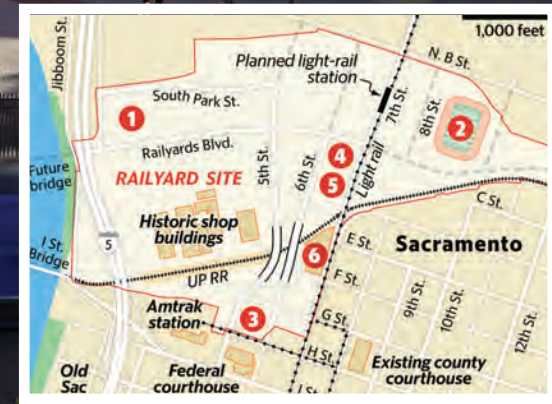 1,000 feet
Jibboom St.
N. B St.
Planned light-rail
station
South Park St.
1
7th St.
8th St.
2
Railyards Blvd.
5th St.
6th St.
4
5
Light rail
Future
bridge
RAILYARD SITE
Historic shop
buildings
C St.
I St.
Bridge
5
UP RR
6
E St.
Sacramento
F St.
9th St.
10th St.
12th St.
Amtrak
station
3
G St.
H St.
I St.
Old
Sac
Federal
courthouse
Existing county
courthouse